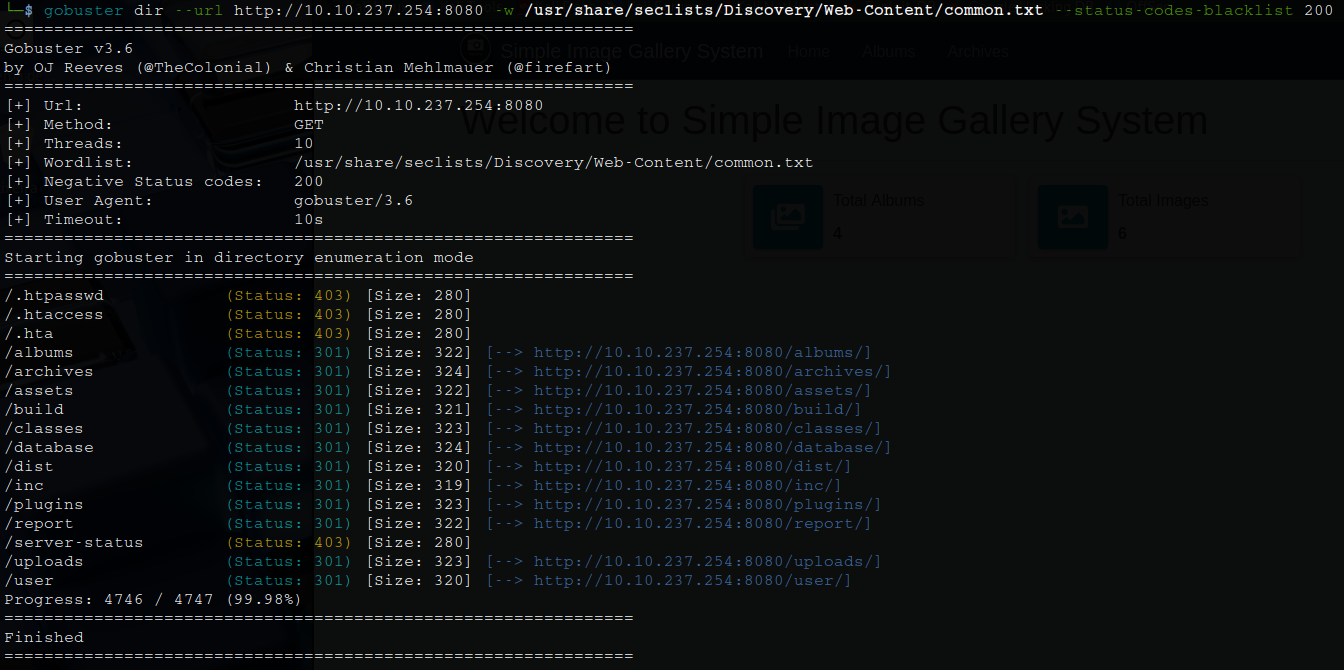 └─$ gobuster dir --url http://10.10.237.254:8080 -w /usr/share/seclists/Discovery/Web-Content/common.txt --status-codes-blacklist 200
===============================================================
Gobuster v3.6
Simple Image Gallery System Home Albums Archives
by OJ Reeves (@TheColonial) & Christian Mehlmauer (@firefart)
===============================================================
[+] Url:                     http://10.10.237.254:8080
Welcome to Simple Image Gallery System
[+] Method:                  GET
[+] Threads:                 10
[+] Wordlist:                /usr/share/seclists/Discovery/Web-Content/common.txt
[+] Negative Status codes:   200
[+] User Agent:              gobuster/3.6
Total Albums Total Images
[+] Timeout:                 10s
4 6
===============================================================
Starting gobuster in directory enumeration mode
===============================================================
/.htpasswd            (Status: 403) [Size: 280]
/.htaccess            (Status: 403) [Size: 280]
/.hta                 (Status: 403) [Size: 280]
/albums               (Status: 301) [Size: 322] [--> http://10.10.237.254:8080/albums/]
/archives             (Status: 301) [Size: 324] [--> http://10.10.237.254:8080/archives/]
/assets               (Status: 301) [Size: 322] [--> http://10.10.237.254:8080/assets/]
/build                (Status: 301) [Size: 321] [--> http://10.10.237.254:8080/build/]
/classes              (Status: 301) [Size: 323] [--> http://10.10.237.254:8080/classes/]
/database             (Status: 301) [Size: 324] [--> http://10.10.237.254:8080/database/]
/dist                 (Status: 301) [Size: 320] [--> http://10.10.237.254:8080/dist/]
/inc                  (Status: 301) [Size: 319] [--> http://10.10.237.254:8080/inc/]
/plugins              (Status: 301) [Size: 323] [--> http://10.10.237.254:8080/plugins/]
/report               (Status: 301) [Size: 322] [--> http://10.10.237.254:8080/report/]
/server-status        (Status: 403) [Size: 280]
/uploads              (Status: 301) [Size: 323] [--> http://10.10.237.254:8080/uploads/]
/user                 (Status: 301) [Size: 320] [--> http://10.10.237.254:8080/user/]
Progress: 4746 / 4747 (99.98%)
===============================================================
Finished
===============================================================